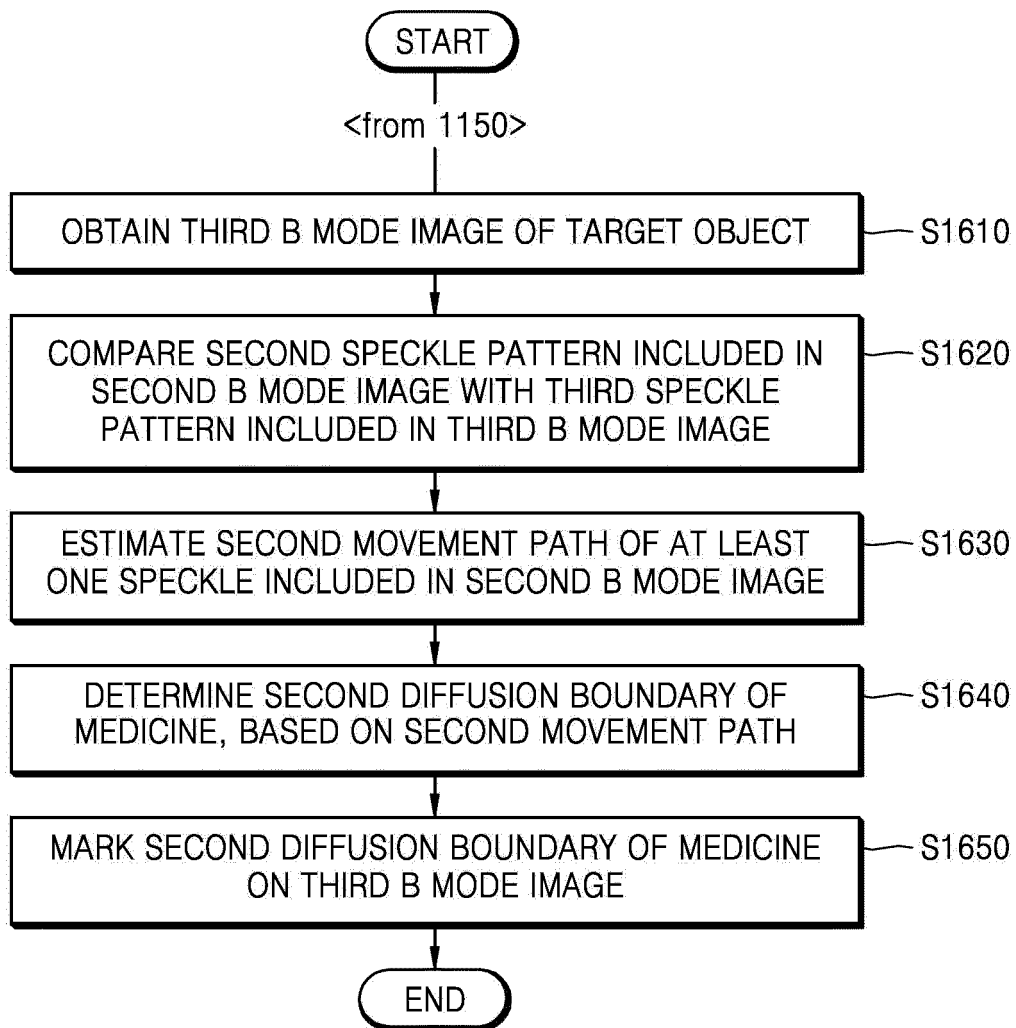 START
<from 1150>
OBTAIN THIRD B MODE IMAGE OF TARGET OBJECT
S1610
COMPARE SECOND SPECKLE PATTERN INCLUDED IN
SECOND B MODE IMAGE WITH THIRD SPECKLE
PATTERN INCLUDED IN THIRD B MODE IMAGE
S1620
ESTIMATE SECOND MOVEMENT PATH OF AT LEAST
ONE SPECKLE INCLUDED IN SECOND B MODE IMAGE
S1630
DETERMINE SECOND DIFFUSION BOUNDARY OF
MEDICINE, BASED ON SECOND MOVEMENT PATH
S1640
MARK SECOND DIFFUSION BOUNDARY OF MEDICINE
ON THIRD B MODE IMAGE
S1650
END